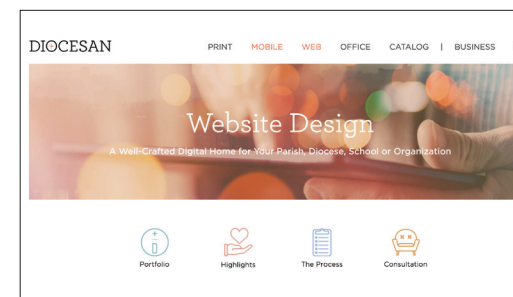 DIOCESAN PRINT MOBILE WEB OFFICE CATALOG | BUSINESS
Website Design
A Well-Crafted Digital Home for Your Parish, Diocese, School or Organization
Portfolio Highlights The Process Consultation